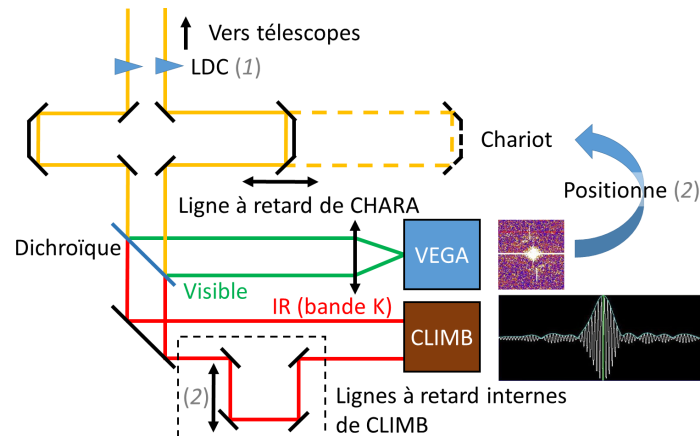 Vers télescopes
LDC (1)
Chariot
Positionne (2)
Ligne à retard de CHARA
Dichroïque
VEGA
Visible
IR (bande K)
CLIMB
(2)
Lignes à retard internes
de CLIMB